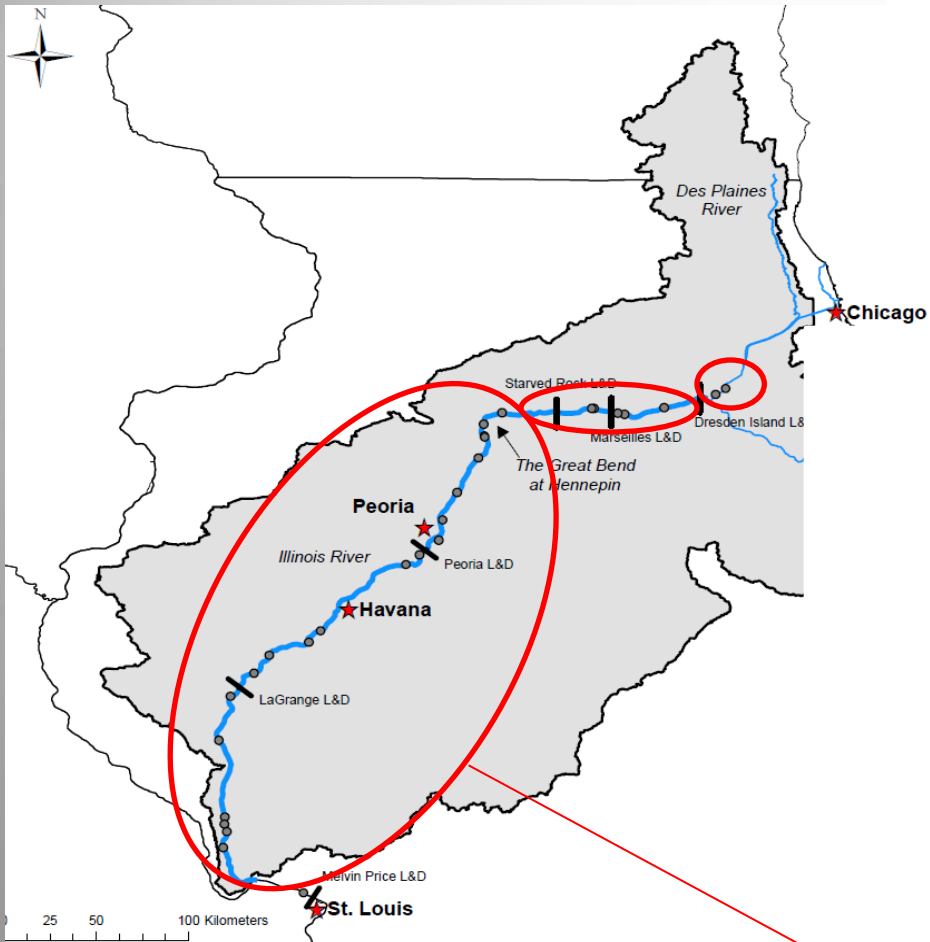 N
Des Plaines
River
Chicago
Starved Rock L&D
Dresden Island L&
Marseilles L&D
The Great Bend
at Hennepin
Peoria
Illinois River
Peoria L&D
Havana
LaGrange L&D
Melvin Price L&D
St. Louis
25 50 100 Kilometers